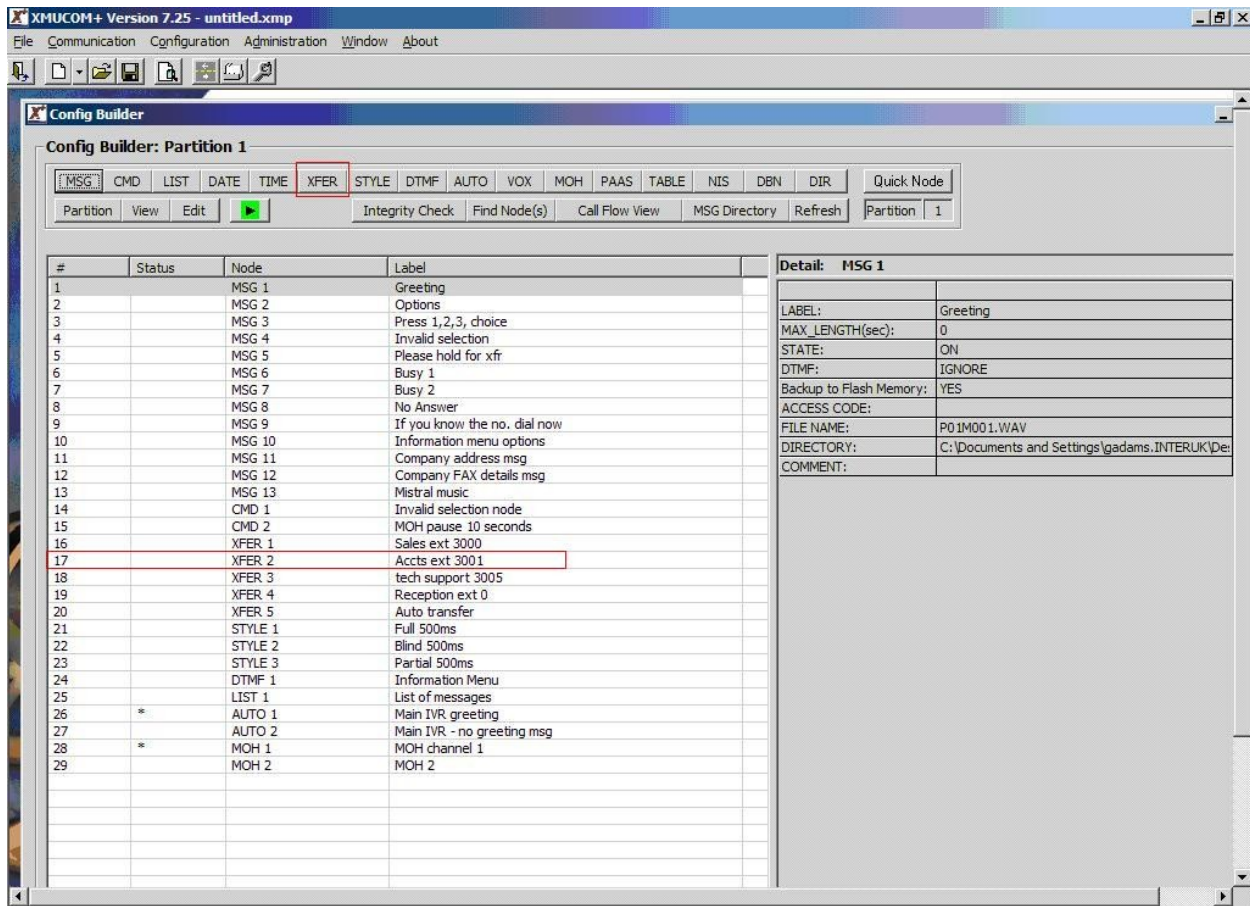 XMUCOM+ Version 7.25 - untitled.xmp
File Communication Configuration Administration Window About
Config Builder
Config Builder: Partition 1
MSG CMD LIST DATE TIME XFER STYLE DTMF AUTO VOX MOH PAAS TABLE NIS DBN DIR Quick Node
Partition View Edit Integrity Check Find Node(s) Call Flow View MSG Directory Refresh Partition 1
# Status Node Label
1 MSG 1 Greeting
2 MSG 2 Options
3 MSG 3 Press 1,2,3, choice
4 MSG 4 Invalid selection
5 MSG 5 Please hold for xfr
6 MSG 6 Busy 1
7 MSG 7 Busy 2
8 MSG 8 No Answer
9 MSG 9 If you know the no. dial now
10 MSG 10 Information menu options
11 MSG 11 Company address msg
12 MSG 12 Company FAX details msg
13 MSG 13 Mistral music
14 CMD 1 Invalid selection node
15 CMD 2 MOH pause 10 seconds
16 XFER 1 Sales ext 3000
17 XFER 2 Accts ext 3001
18 XFER 3 tech support 3005
19 XFER 4 Reception ext 0
20 XFER 5 Auto transfer
21 STYLE 1 Full 500ms
22 STYLE 2 Blind 500ms
23 STYLE 3 Partial 500ms
24 DTMF 1 Information Menu
25 LIST 1 List of messages
26 * AUTO 1 Main IVR greeting
27 AUTO 2 Main IVR - no greeting msg
28 * MOH 1 MOH channel 1
29 MOH 2 MOH 2
Detail: MSG 1
LABEL: Greeting
MAX_LENGTH(sec): 0
STATE: ON
DTMF: IGNORE
Backup to Flash Memory: YES
ACCESS CODE:
FILE NAME: P01M001.WAV
DIRECTORY: C:\Documents and Settings\gadams.INTERUK\De
COMMENT: